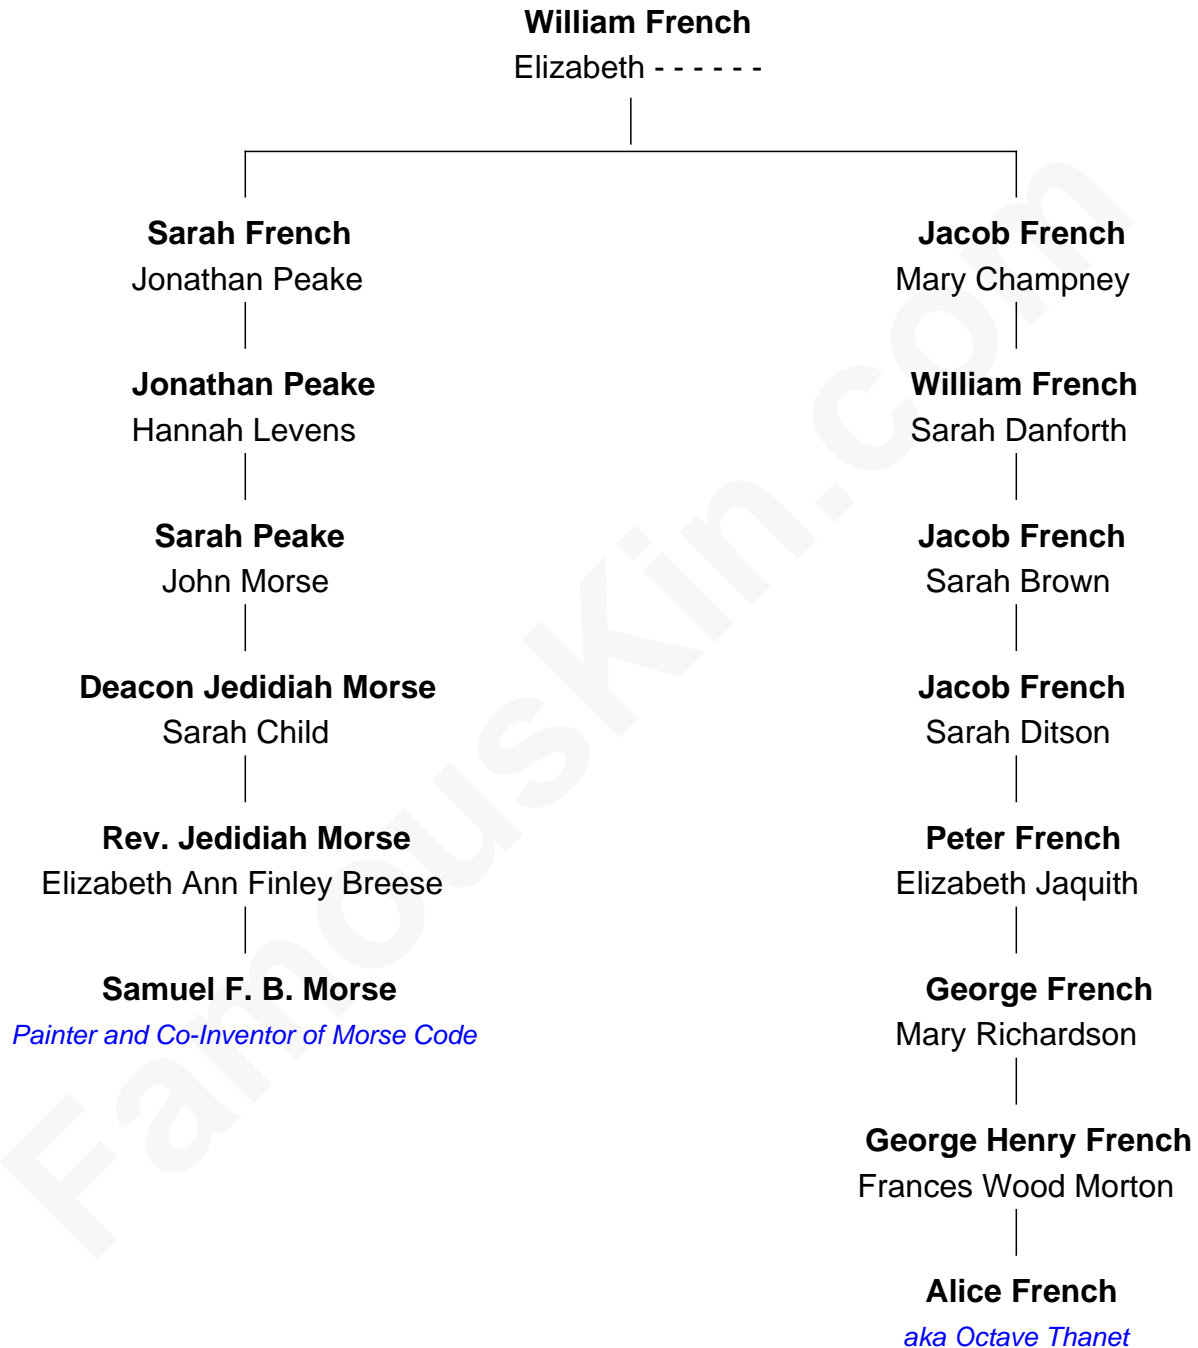 William French
Elizabeth - - - - - -
Sarah French
Jonathan Peake
Jacob French
Mary Champney
Jonathan Peake
Hannah Levens
William French
Sarah Danforth
Sarah Peake
John Morse
Jacob French
Sarah Brown
Deacon Jedidiah Morse
Sarah Child
Jacob French
Sarah Ditson
Rev. Jedidiah Morse
Elizabeth Ann Finley Breese
Peter French
Elizabeth Jaquith
Samuel F. B. Morse
Painter and Co-Inventor of Morse Code
George French
Mary Richardson
George Henry French
Frances Wood Morton
Alice French
aka Octave Thanet
FamousKin.com